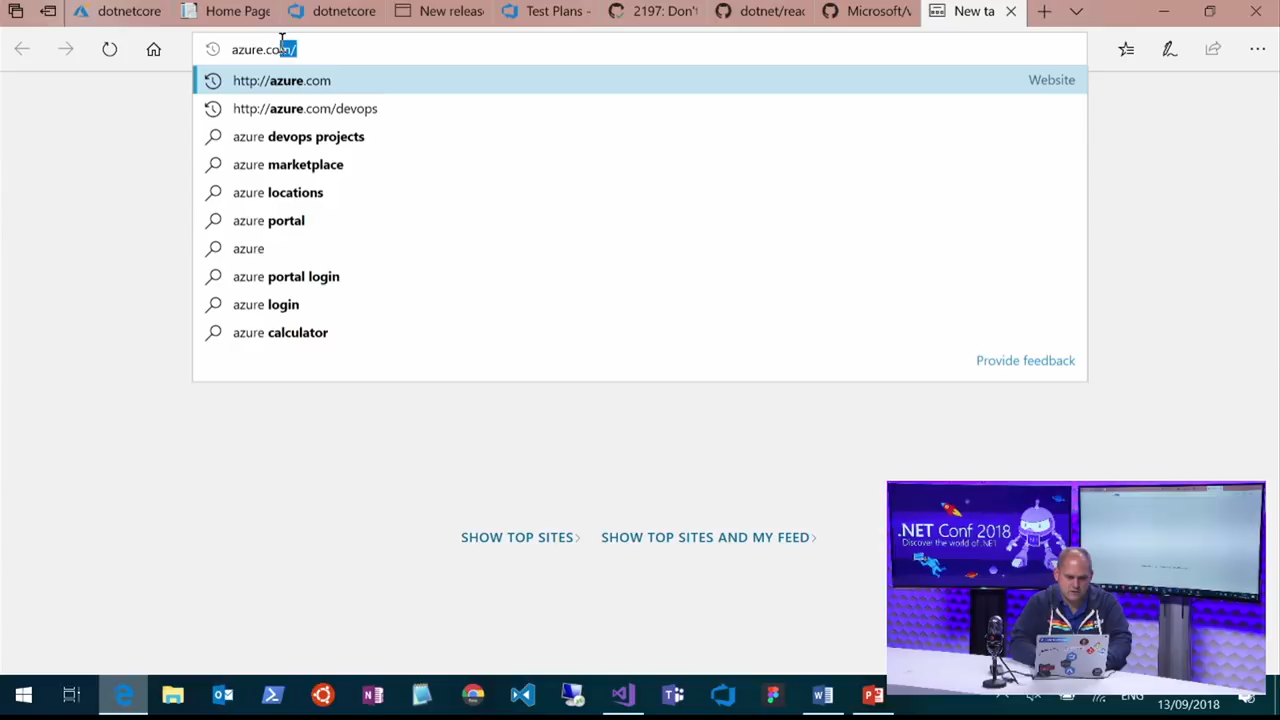 dotnetcore
Home Page
dotnetcore
New release
Test Plans -
2197: Don't
dotnet/reac
Microsoft/v
New ta
azure.com/
http://azure.com
Website
http://azure.com/devops
azure devops projects
azure marketplace
azure locations
azure portal
azure
azure portal login
azure login
azure calculator
Provide feedback
SHOW TOP SITES
SHOW TOP SITES AND MY FEED
.NET Conf 2018
Discover the world of .NET
ENG
13/09/2018